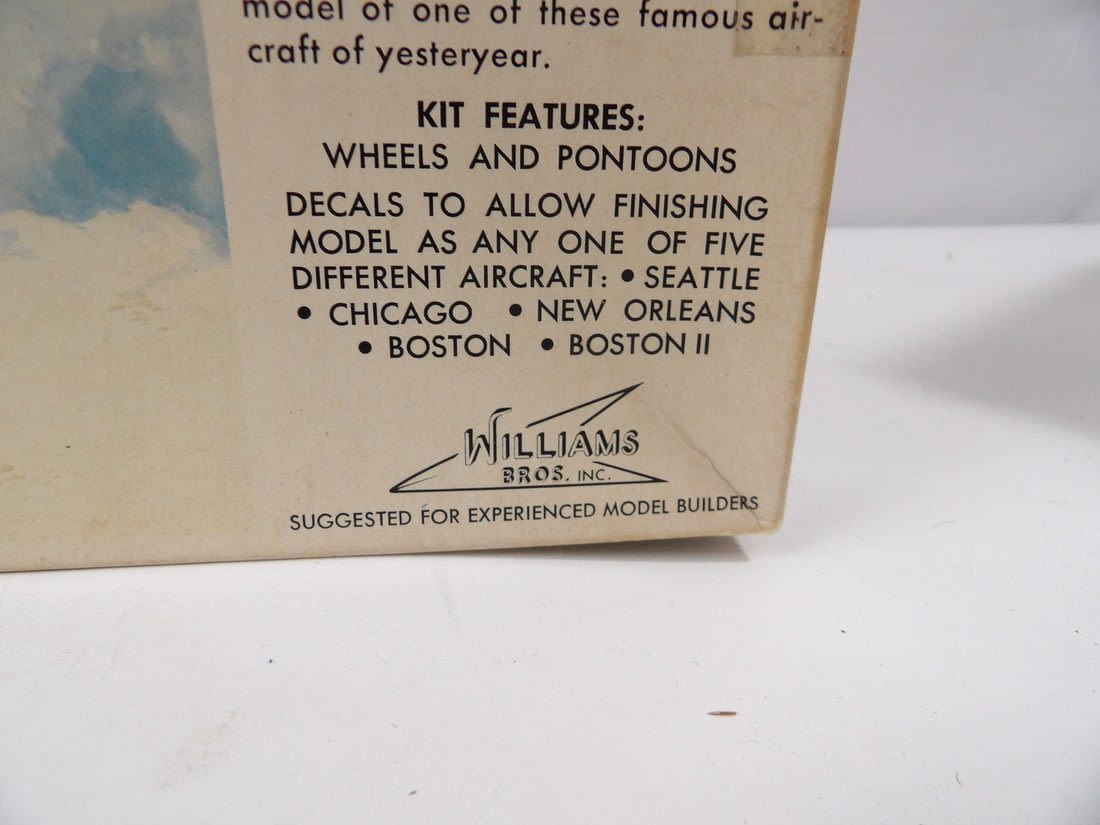 model of one of these famous air-
craft of yesteryear.
KIT FEATURES:
WHEELS AND PONTOONS
DECALS TO ALLOW FINISHING
MODEL AS ANY ONE OF FIVE
DIFFERENT AIRCRAFT: • SEATTLE
• CHICAGO • NEW ORLEANS
• BOSTON • BOSTON II
WILLIAMS
BROS. INC.
SUGGESTED FOR EXPERIENCED MODEL BUILDERS